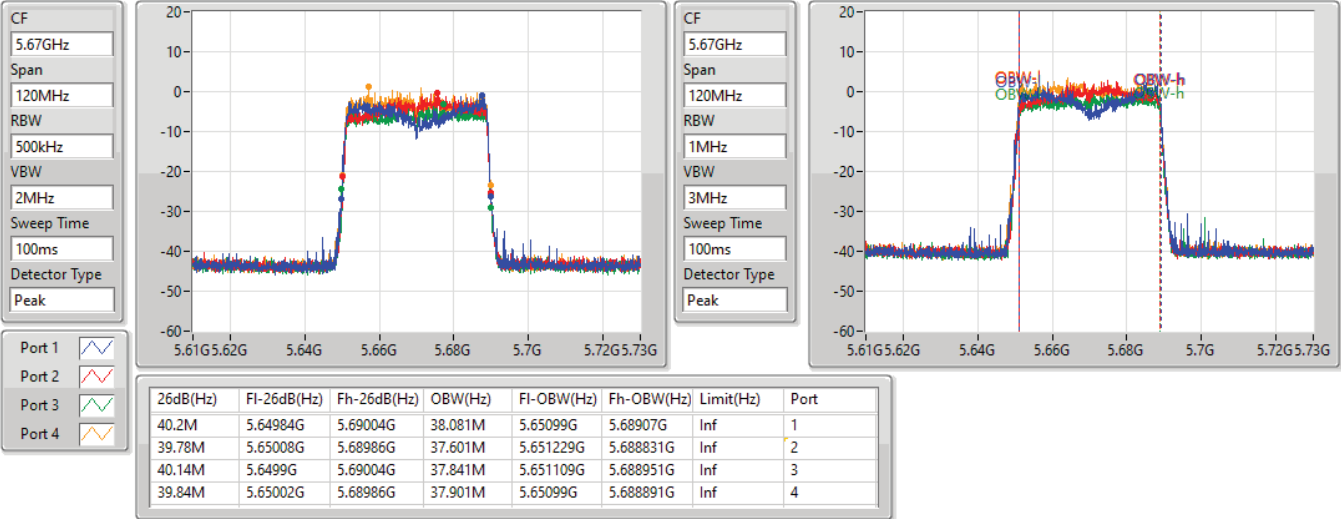 CF
5.67GHz
Span
120MHz
RBW
500kHz
VBW
2MHz
Sweep Time
100ms
Detector Type
Peak
20
10
0
-10
-20
-30
-40
-50
-60
5.61G 5.62G 5.64G 5.66G 5.68G 5.7G 5.72G 5.73G
CF
5.67GHz
Span
120MHz
RBW
1MHz
VBW
3MHz
Sweep Time
100ms
Detector Type
Peak
20
10
0
-10
-20
-30
-40
-50
-60
OBW-l OBW-h
5.61G 5.62G 5.64G 5.66G 5.68G 5.7G 5.72G 5.73G
Port 1
Port 2
Port 3
Port 4
26dB(Hz) Fl-26dB(Hz) Fh-26dB(Hz) OBW(Hz) Fl-OBW(Hz) Fh-OBW(Hz) Limit(Hz) Port
40.2M 5.64984G 5.69004G 38.081M 5.65099G 5.68907G Inf 1
39.78M 5.65008G 5.68986G 37.601M 5.651229G 5.688831G Inf 2
40.14M 5.6499G 5.69004G 37.841M 5.651109G 5.688951G Inf 3
39.84M 5.65002G 5.68986G 37.901M 5.65099G 5.688891G Inf 4